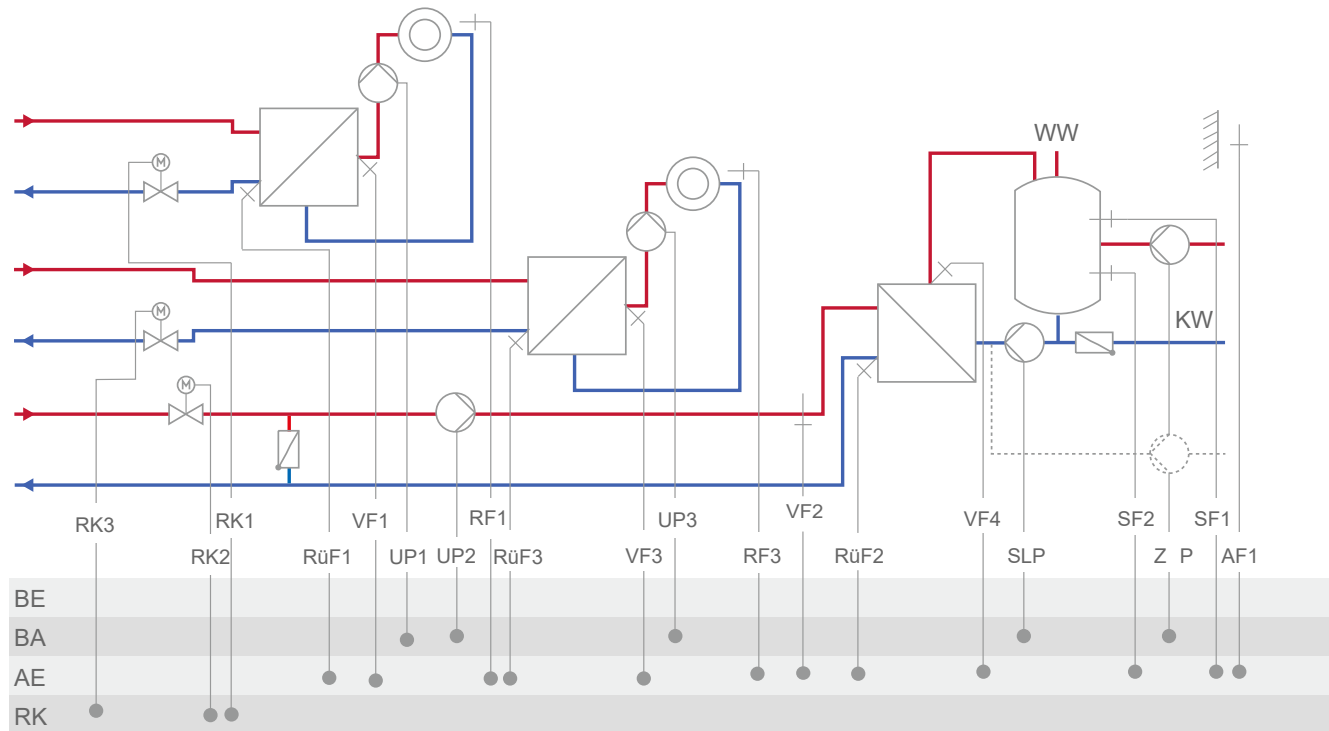 M
WW
M
M
KW
M
RK3 RK1 VF1 RF1 UP3 VF2 VF4 SF2 SF1
RK2 RüF1 UP1 UP2 RüF3 VF3 RF3 RüF2 SLP Z P AF1
BE
BA
AE
RK